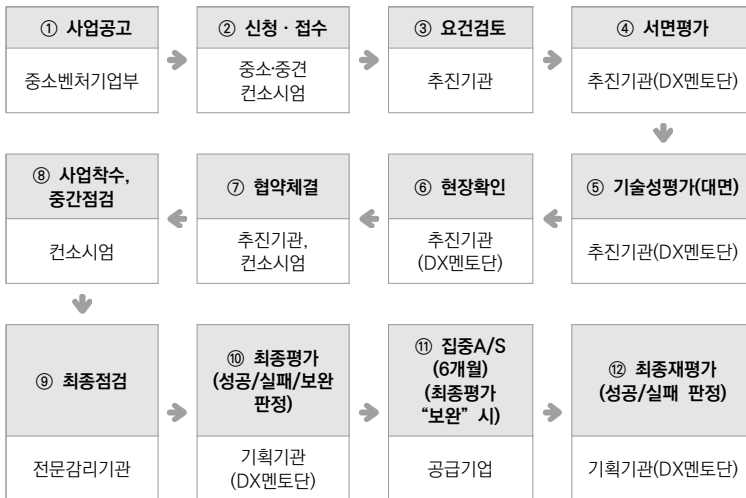 ① 사업공고
중소벤처기업부
② 신청 · 접수
중소·중견
컨소시엄
③ 요건검토
추진기관
④ 서면평가
추진기관(DX멘토단)
⑤ 기술성평가(대면)
추진기관(DX멘토단)
⑥ 현장확인
추진기관
(DX멘토단)
⑦ 협약체결
추진기관,
컨소시엄
⑧ 사업착수,
중간점검
컨소시엄
⑨ 최종점검
전문감리기관
⑩ 최종평가
(성공/실패/보완
판정)
기획기관
(DX멘토단)
⑪ 집중A/S
(6개월)
(최종평가
“보완” 시)
공급기업
⑫ 최종재평가
(성공/실패 판정)
기획기관(DX멘토단)